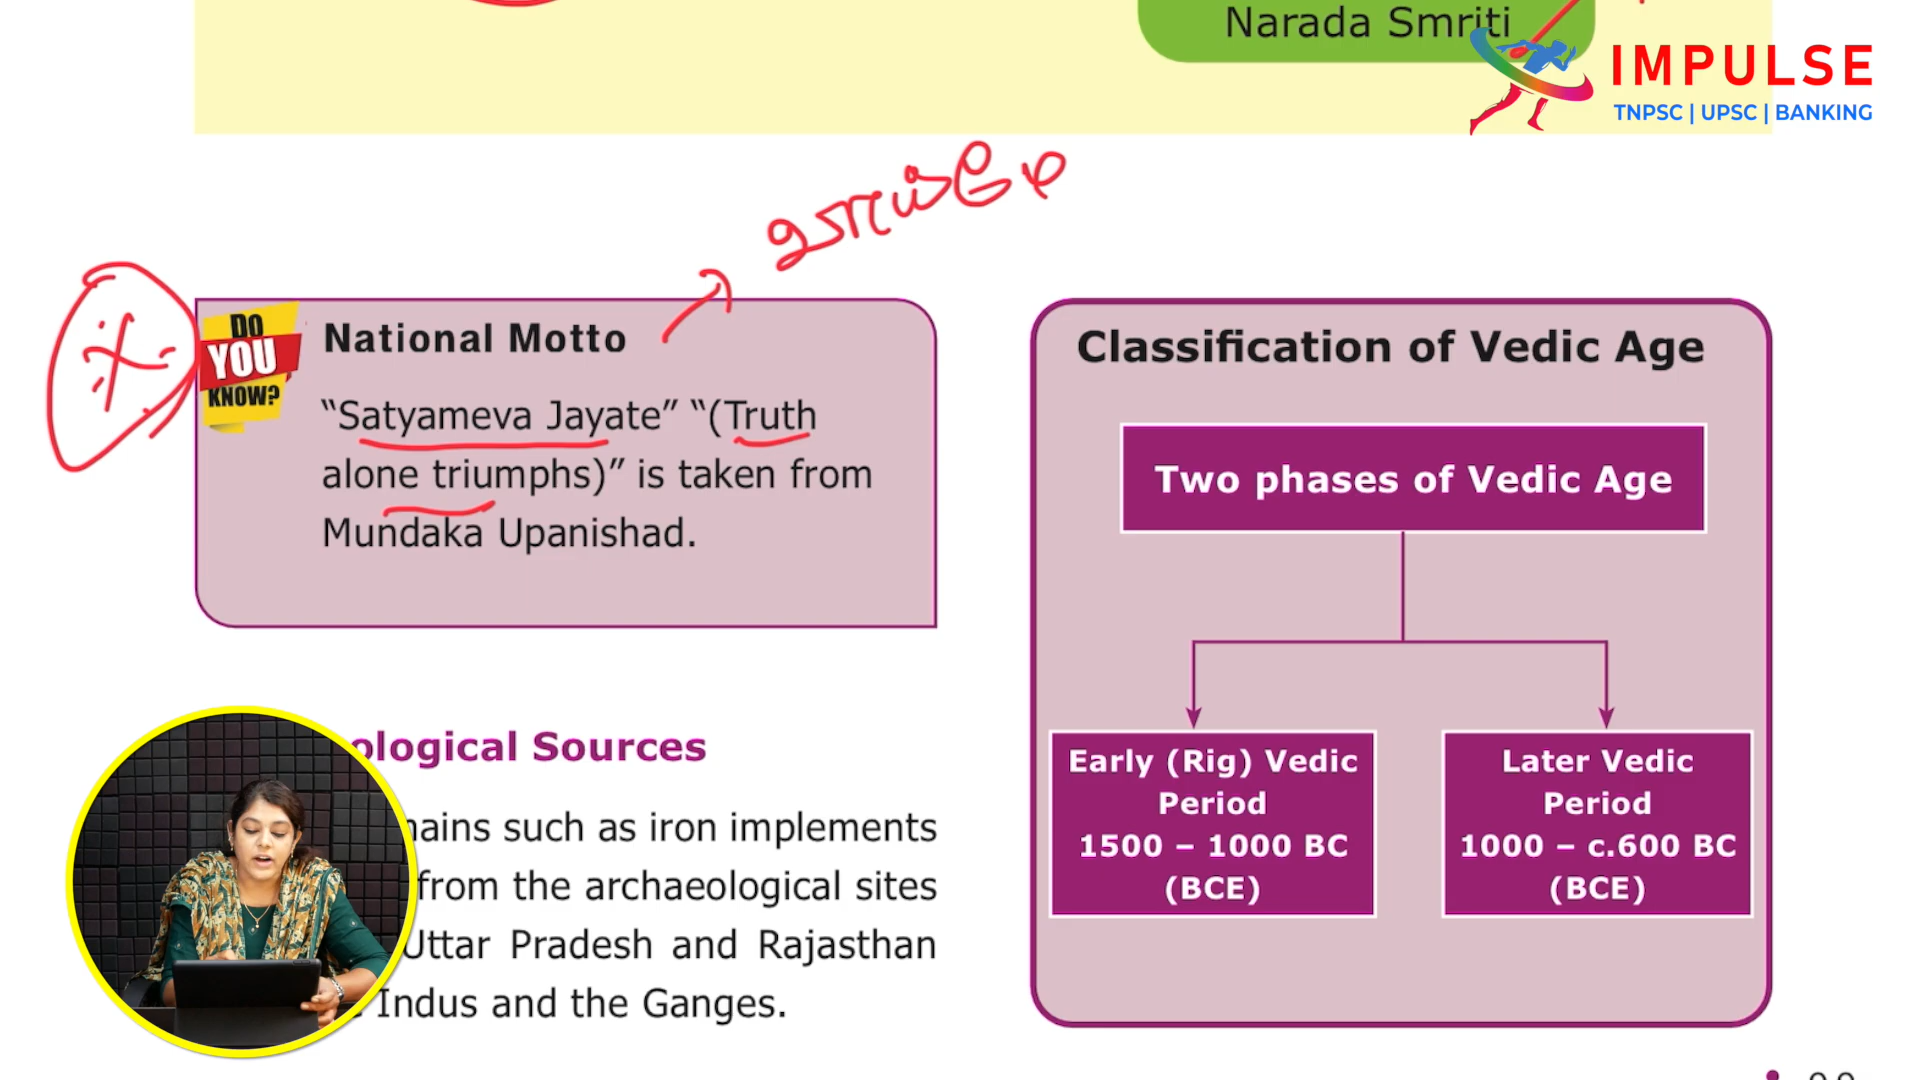 Narada Smriti
IMPULSE
TNPSC | UPSC | BANKING
DO
YOU
KNOW?
National Motto
“Satyameva Jayate” “(Truth
alone triumphs)” is taken from
Mundaka Upanishad.
ological Sources
such as iron implements
from the archaeological sites
Uttar Pradesh and Rajasthan
Indus and the Ganges.
Classification of Vedic Age
Two phases of Vedic Age
Early (Rig) Vedic
Period
1500 – 1000 BC
(BCE)
Later Vedic
Period
1000 – c.600 BC
(BCE)